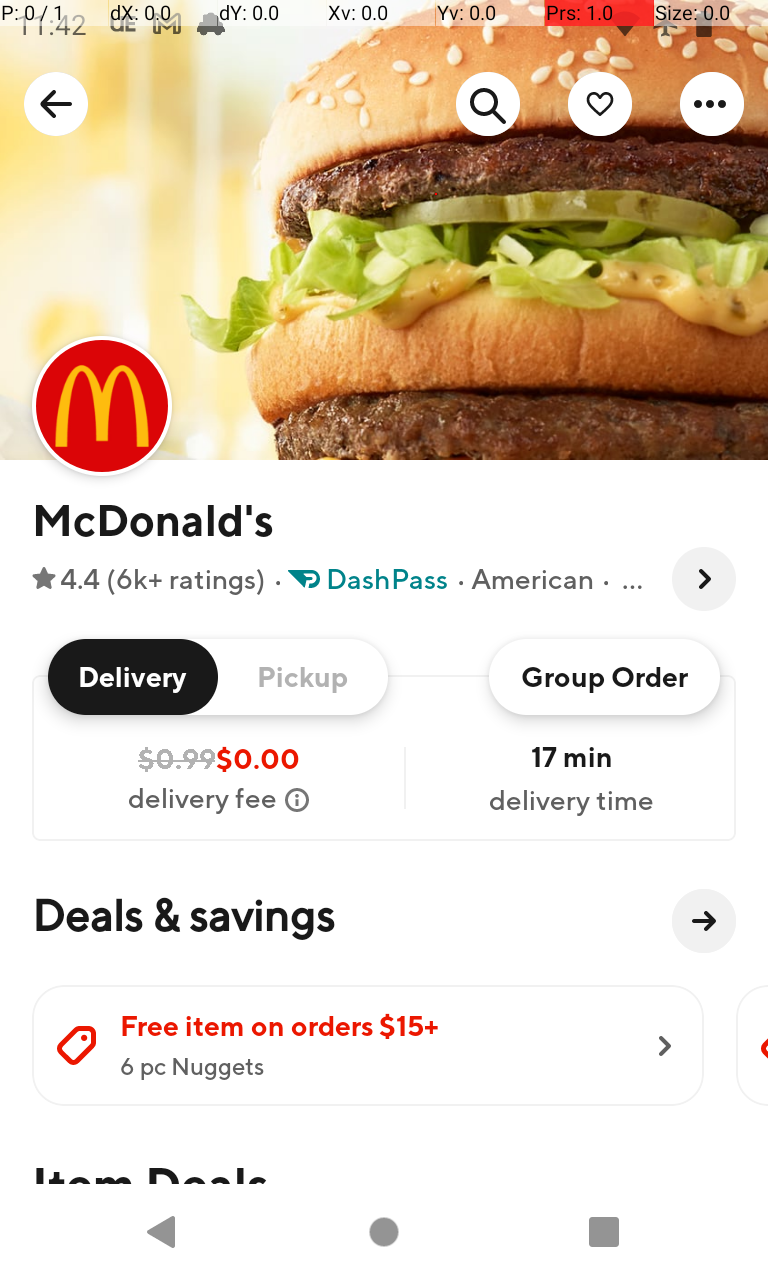 P: 0 / 1 dX: 0.0 dY: 0.0 Xv: 0.0 Yv: 0.0 Prs: 1.0 Size: 0.0
11:42
McDonald's
4.4 (6k+ ratings) · DashPass · American · ...
Delivery Pickup Group Order
$0.99$0.00 17 min
delivery fee delivery time
Deals & savings
Free item on orders $15+
6 pc Nuggets
Item Deals